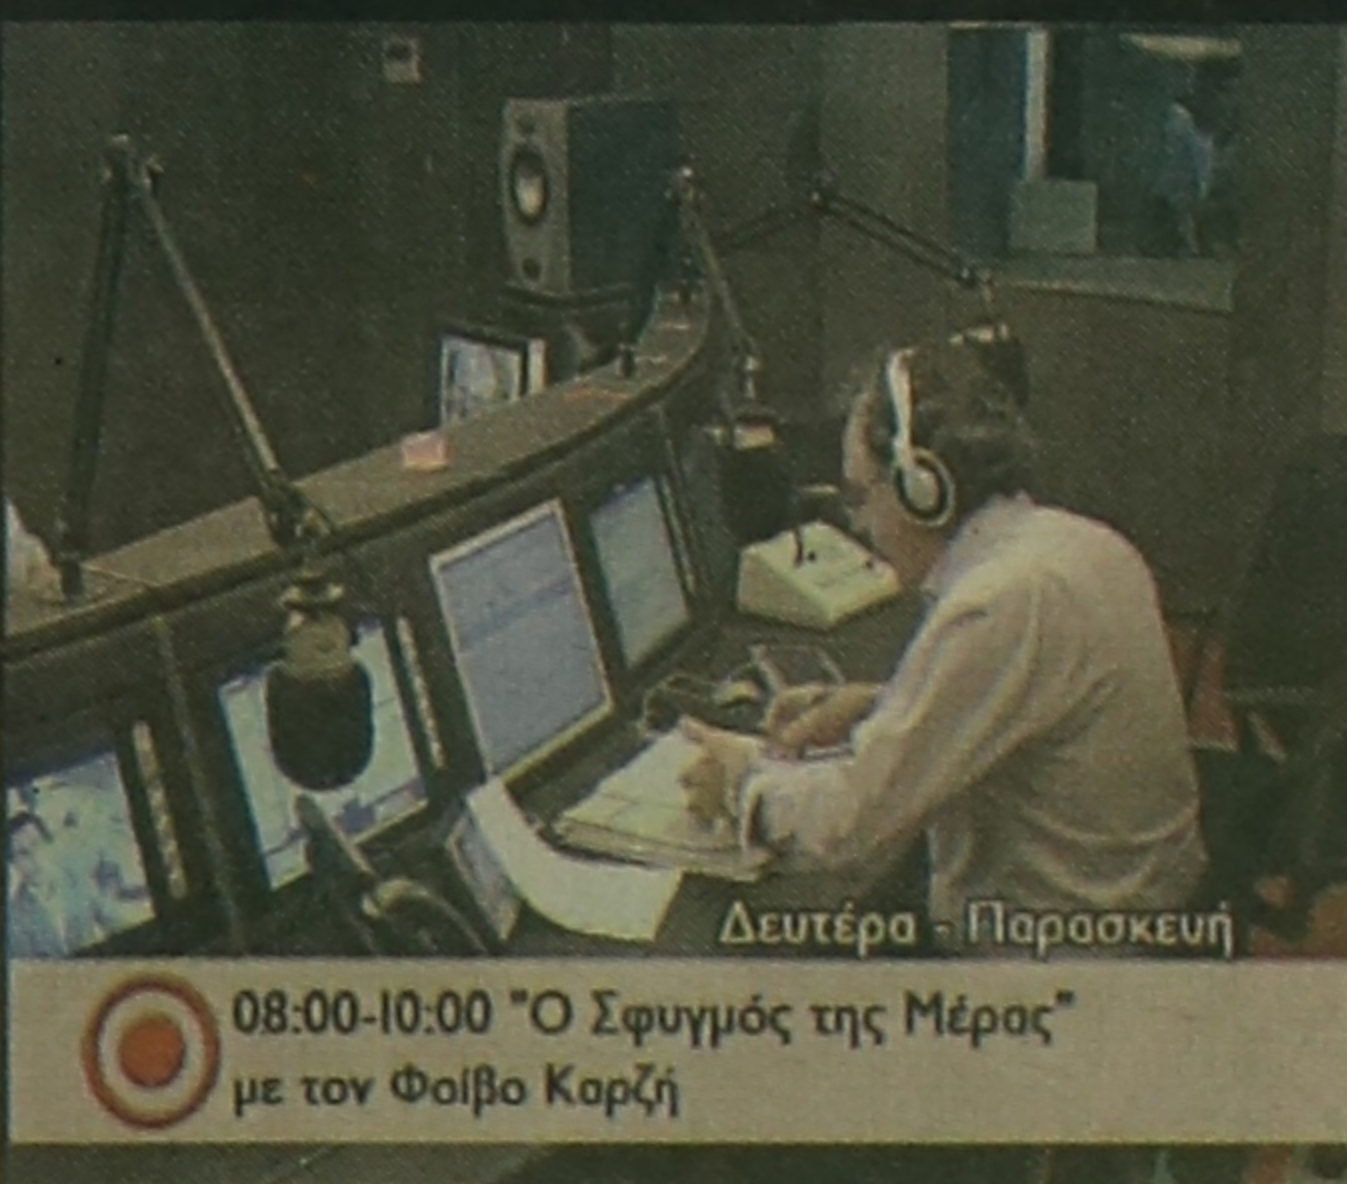 Δευτέρα - Παρασκευή
08:00-10:00 "Ο Σφυγμός της Μέρας"
με τον Φοίβο Καρζή